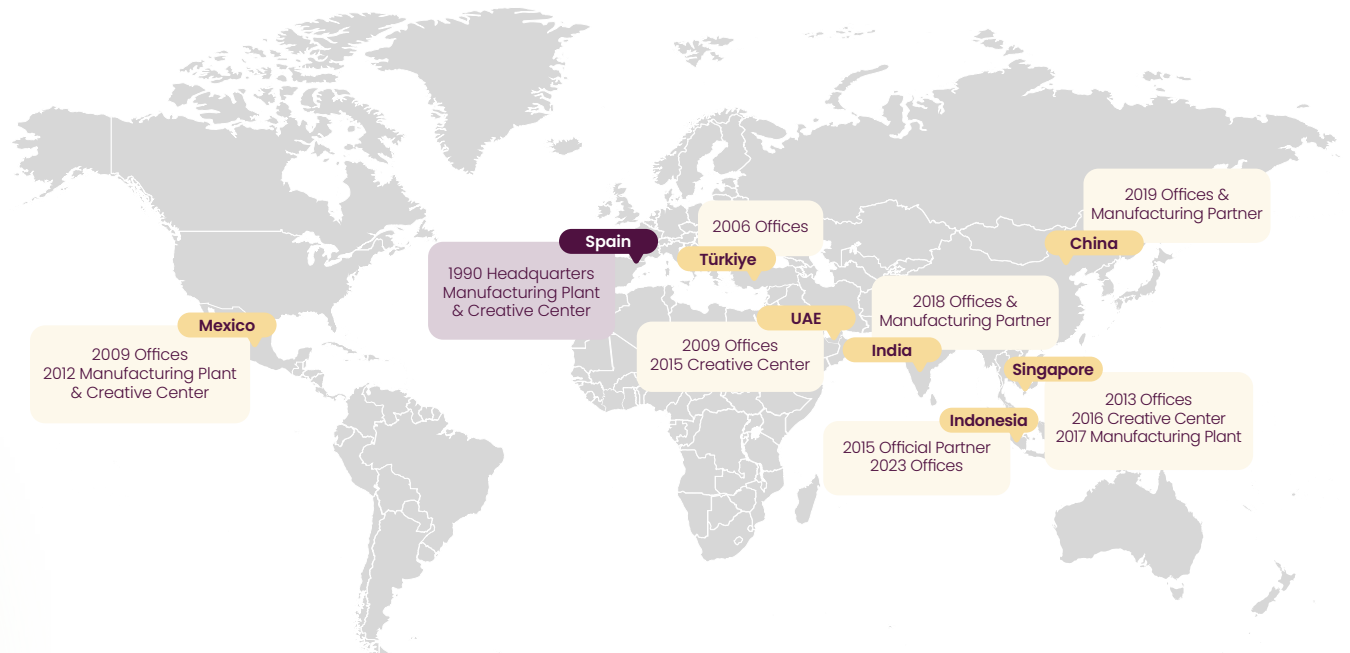 Spain
1990 Headquarters
Manufacturing Plant
& Creative Center
Türkiye
2006 Offices
China
2019 Offices &
Manufacturing Partner
Mexico
2009 Offices
2012 Manufacturing Plant
& Creative Center
UAE
2009 Offices
2015 Creative Center
India
2018 Offices &
Manufacturing Partner
Singapore
2013 Offices
2016 Creative Center
2017 Manufacturing Plant
Indonesia
2015 Official Partner
2023 Offices